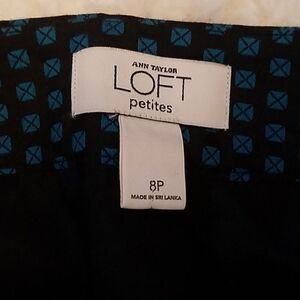 ANN TAYLOR
LOFT
petites
8P
MADE IN SRI LANKA